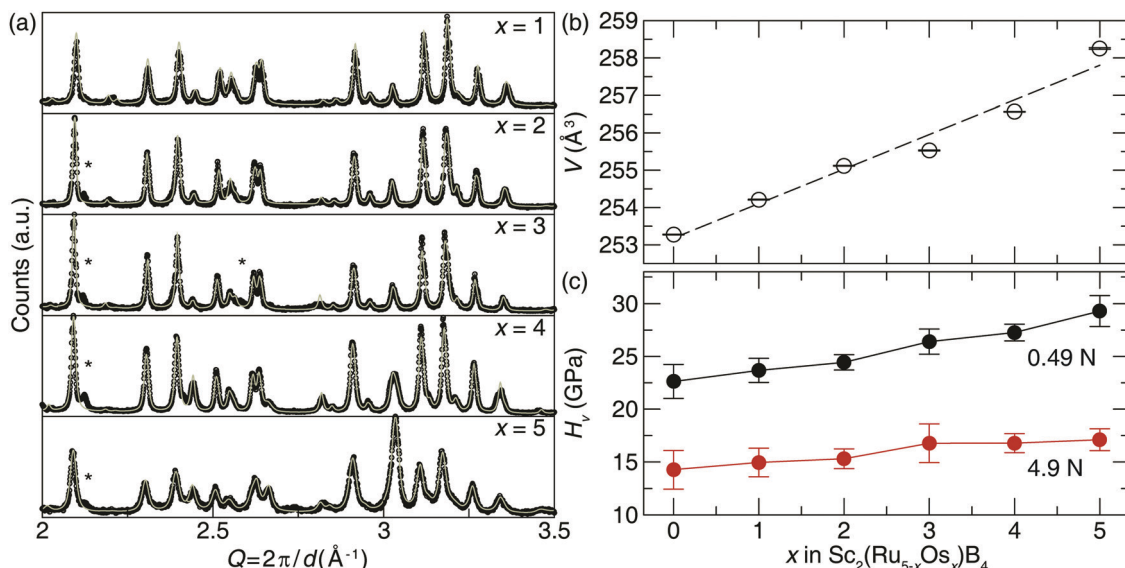 (a)
x = 1
x = 2
*
x = 3
*
*
x = 4
*
x = 5
*
Counts (a.u.)
2
2.5
3
3.5
Q=2π/d(Å⁻¹)
(b)
259
258
257
256
255
254
253
V (Å³)
(c)
30
25
20
15
10
H_v (GPa)
0.49 N
4.9 N
0
1
2
3
4
5
x in Sc₂(Ru₅₋ₓOsₓ)B₄